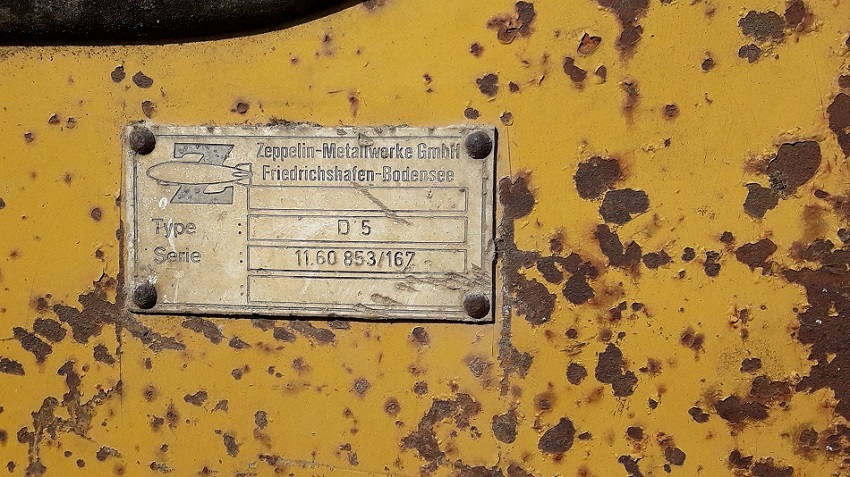 Z
Zeppelin-Metallwerke GmbH
Friedrichshafen-Bodensee
Type : D 5
Serie : 11.60 853/167